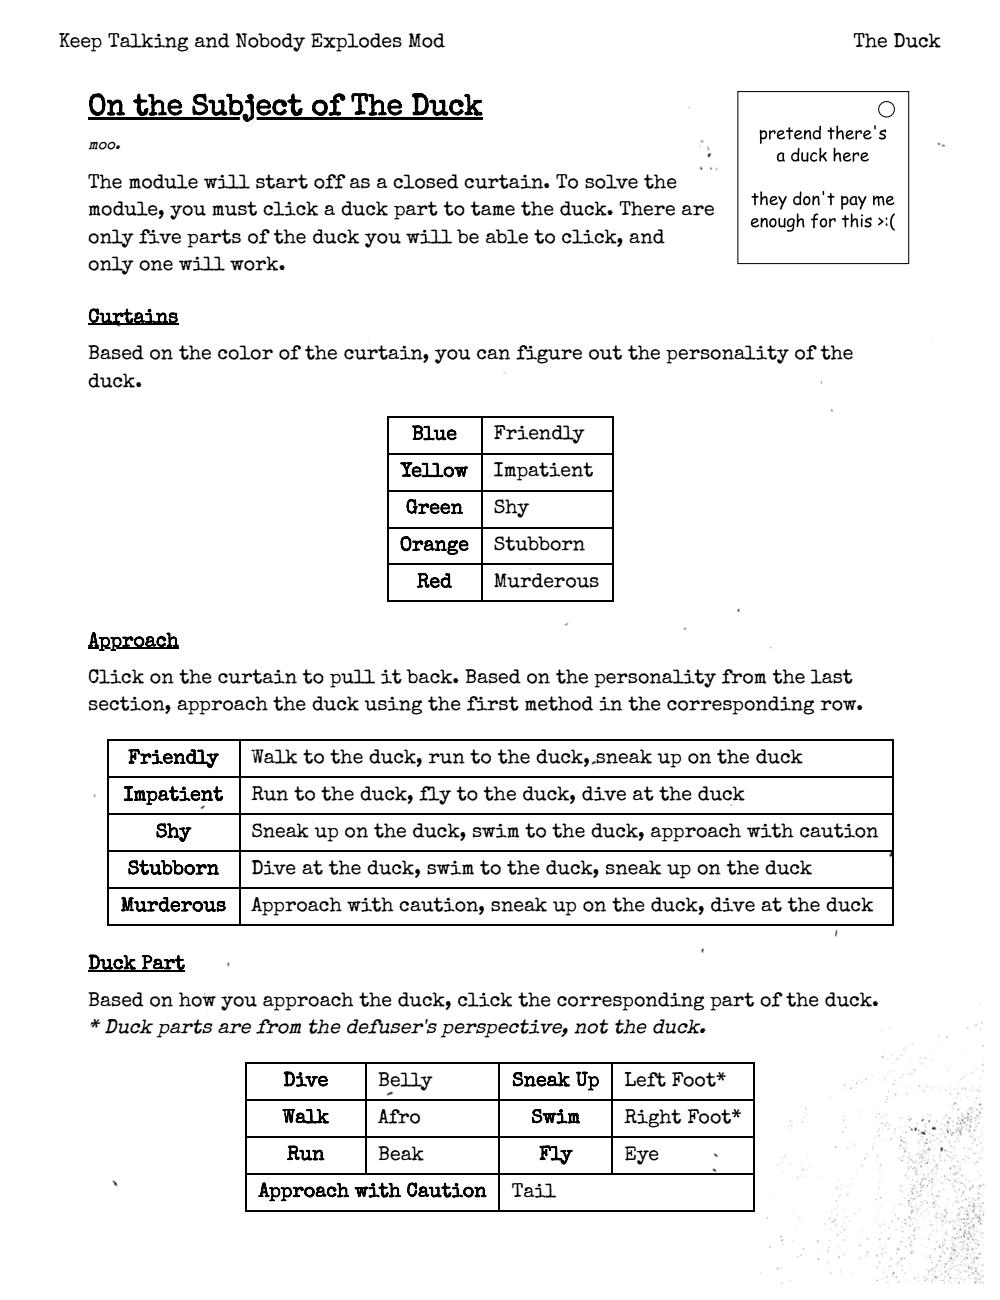 Keep Talking and Nobody Explodes Mod The Duck
On the Subject of The Duck
moo.
The module will start off as a closed curtain. To solve the
module, you must click a duck part to tame the duck. There are
only five parts of the duck you will be able to click, and
only one will work.
pretend there's
a duck here
they don't pay me
enough for this >:(
Curtains
Based on the color of the curtain, you can figure out the personality of the
duck.
Blue Friendly
Yellow Impatient
Green Shy
Orange Stubborn
Red Murderous
Approach
Click on the curtain to pull it back. Based on the personality from the last
section, approach the duck using the first method in the corresponding row.
Friendly Walk to the duck, run to the duck, sneak up on the duck
Impatient Run to the duck, fly to the duck, dive at the duck
Shy Sneak up on the duck, swim to the duck, approach with caution
Stubborn Dive at the duck, swim to the duck, sneak up on the duck
Murderous Approach with caution, sneak up on the duck, dive at the duck
Duck Part
Based on how you approach the duck, click the corresponding part of the duck.
* Duck parts are from the defuser's perspective, not the duck.
Dive Belly Sneak Up Left Foot*
Walk Afro Swim Right Foot*
Run Beak Fly Eye
Approach with Caution Tail